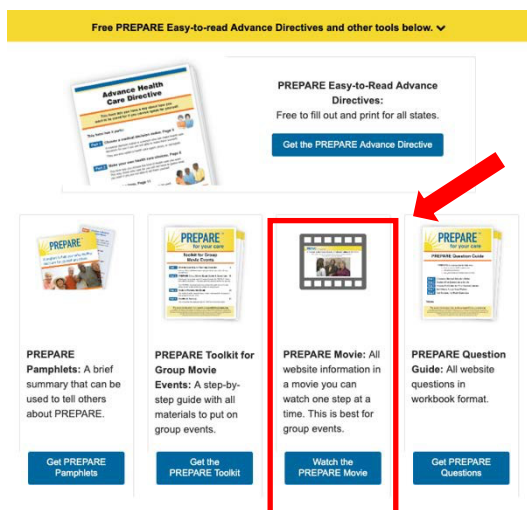 Free PREPARE Easy-to-read Advance Directives and other tools below.
Advance Health
Care Directive
PREPARE Easy-to-Read Advance
Directives:
Free to fill out and print for all states.
Get the PREPARE Advance Directive
PREPARE
PREPARE
for your care
Toolkit for Group
Movie Events
PREPARE
for your care
PREPARE Question Guide
PREPARE
Pamphlets: A brief
summary that can be
used to tell others
about PREPARE.
Get PREPARE
Pamphlets
PREPARE Toolkit for
Group Movie
Events: A step-by-
step guide with all
materials to put on
group events.
Get the
PREPARE Toolkit
PREPARE Movie: All
website information in
a movie you can
watch one step at a
time. This is best for
group events.
Watch the
PREPARE Movie
PREPARE Question
Guide: All website
questions in
workbook format.
Get PREPARE
Questions